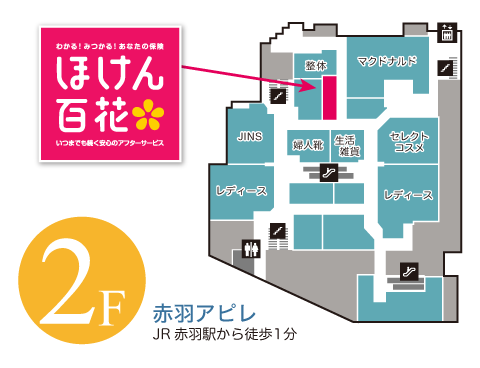 わかる!みつかる!あなたの保険
ほけん
百花
いつまでも続く安心のアフターサービス
整体
マクドナルド
JINS
婦人靴
生活
雑貨
セレクト
コスメ
レディース
レディース
2F
赤羽アピレ
JR 赤羽駅から徒歩1分